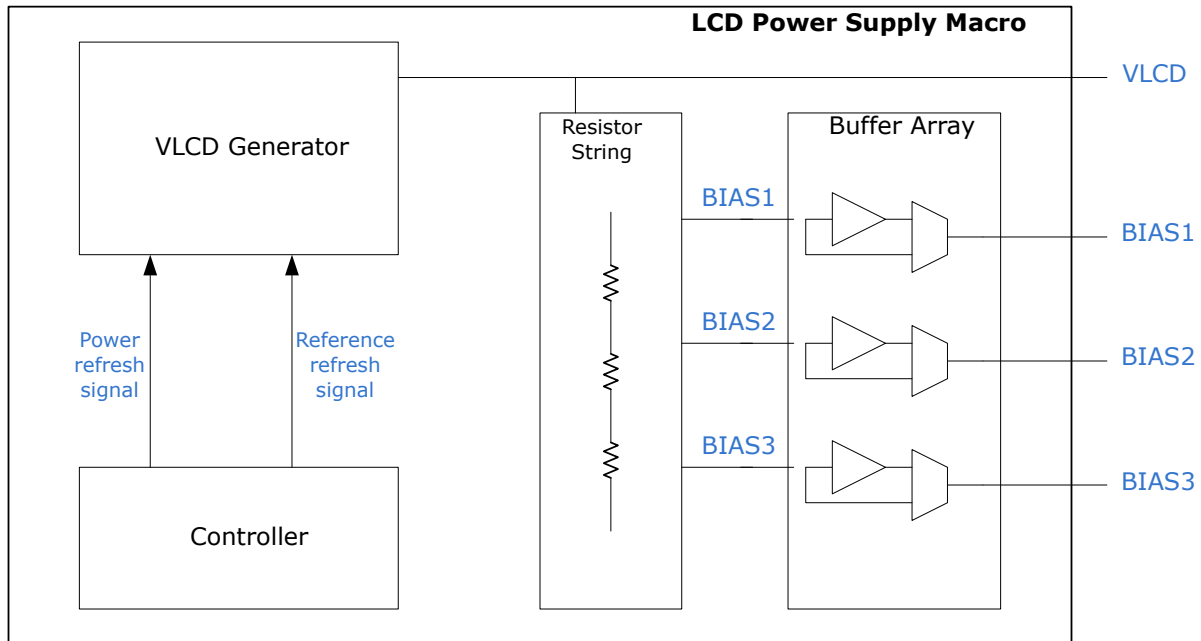 LCD Power Supply Macro
VLCD
VLCD Generator
Resistor
String
Buffer Array
BIAS1
BIAS1
BIAS2
BIAS2
BIAS3
BIAS3
Power
refresh
signal
Reference
refresh
signal
Controller